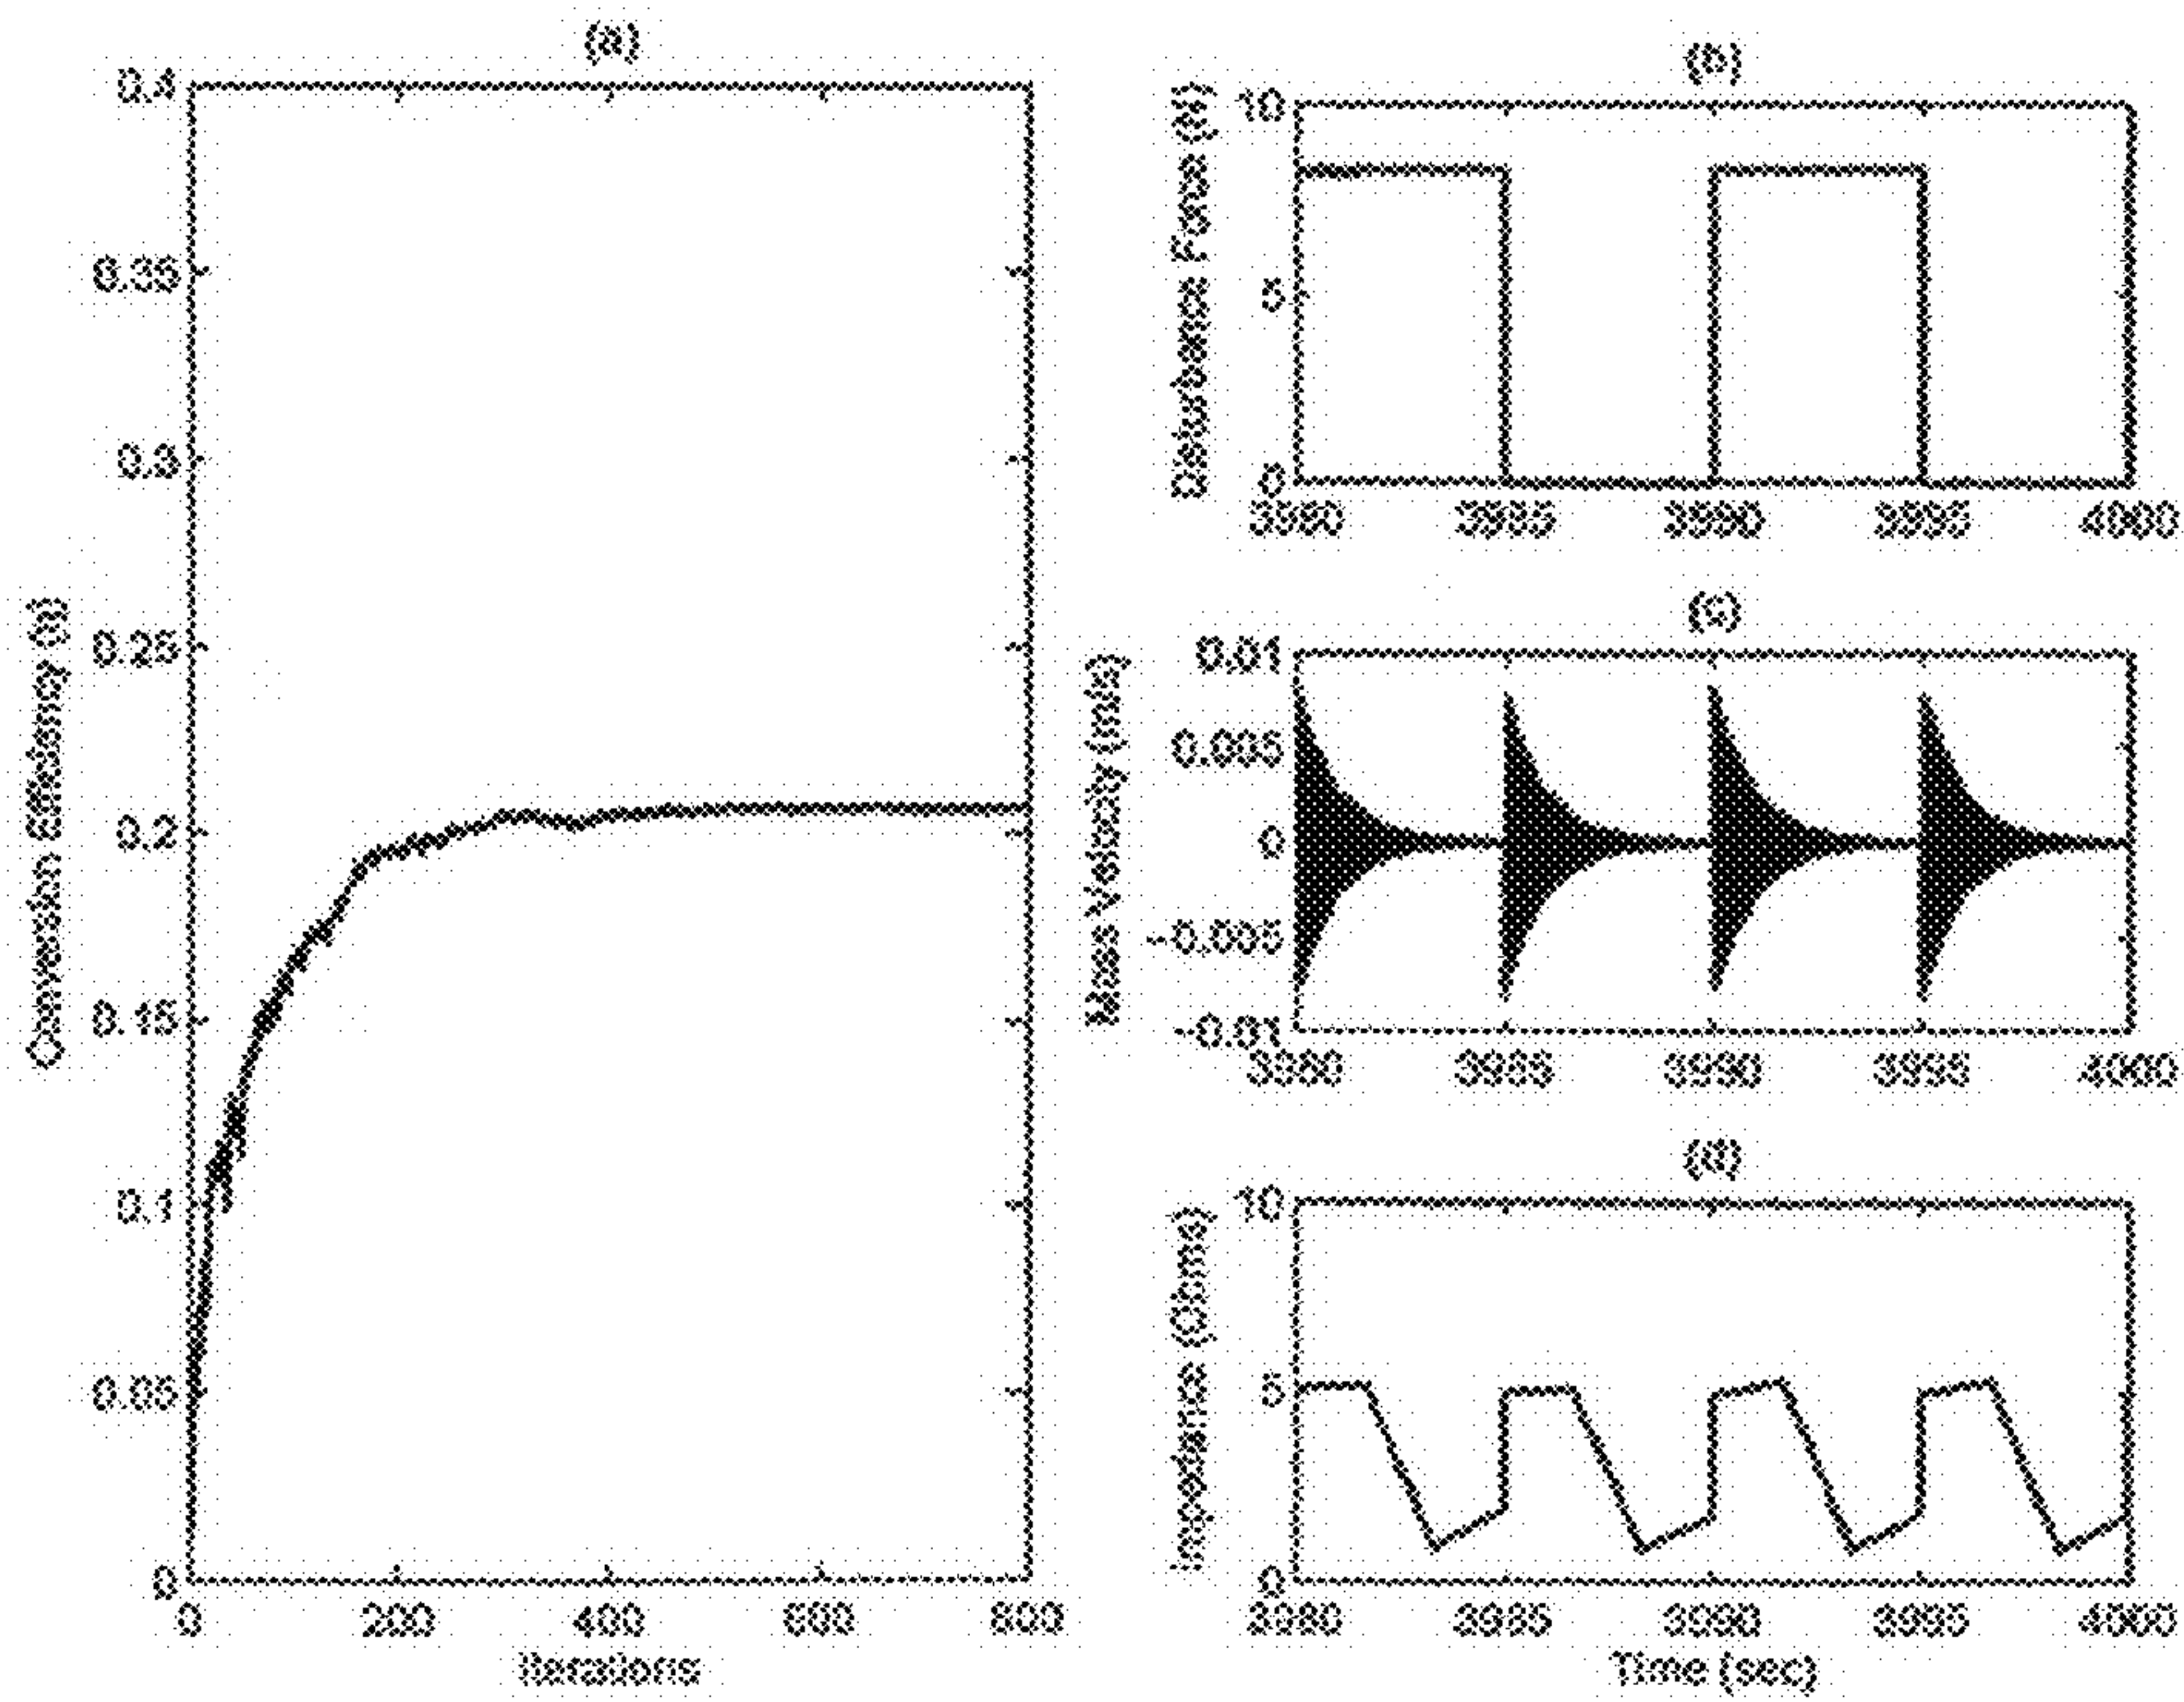 (a)
0.4
0.35
0.3
0.25
0.2
0.15
0.1
0.05
0
0 200 400 600 800
Iterations
Conversion Efficiency (s)
(b)
10
5
0
3980 3985 3990 3995 4000
Disturbance Force (N)
(c)
0.01
0.005
0
-0.005
-0.01
3980 3985 3990 3995 4000
Mass Velocity (m/s)
(d)
10
5
0
3980 3985 3990 3995 4000
Impedance (Ohms)
Time (sec)